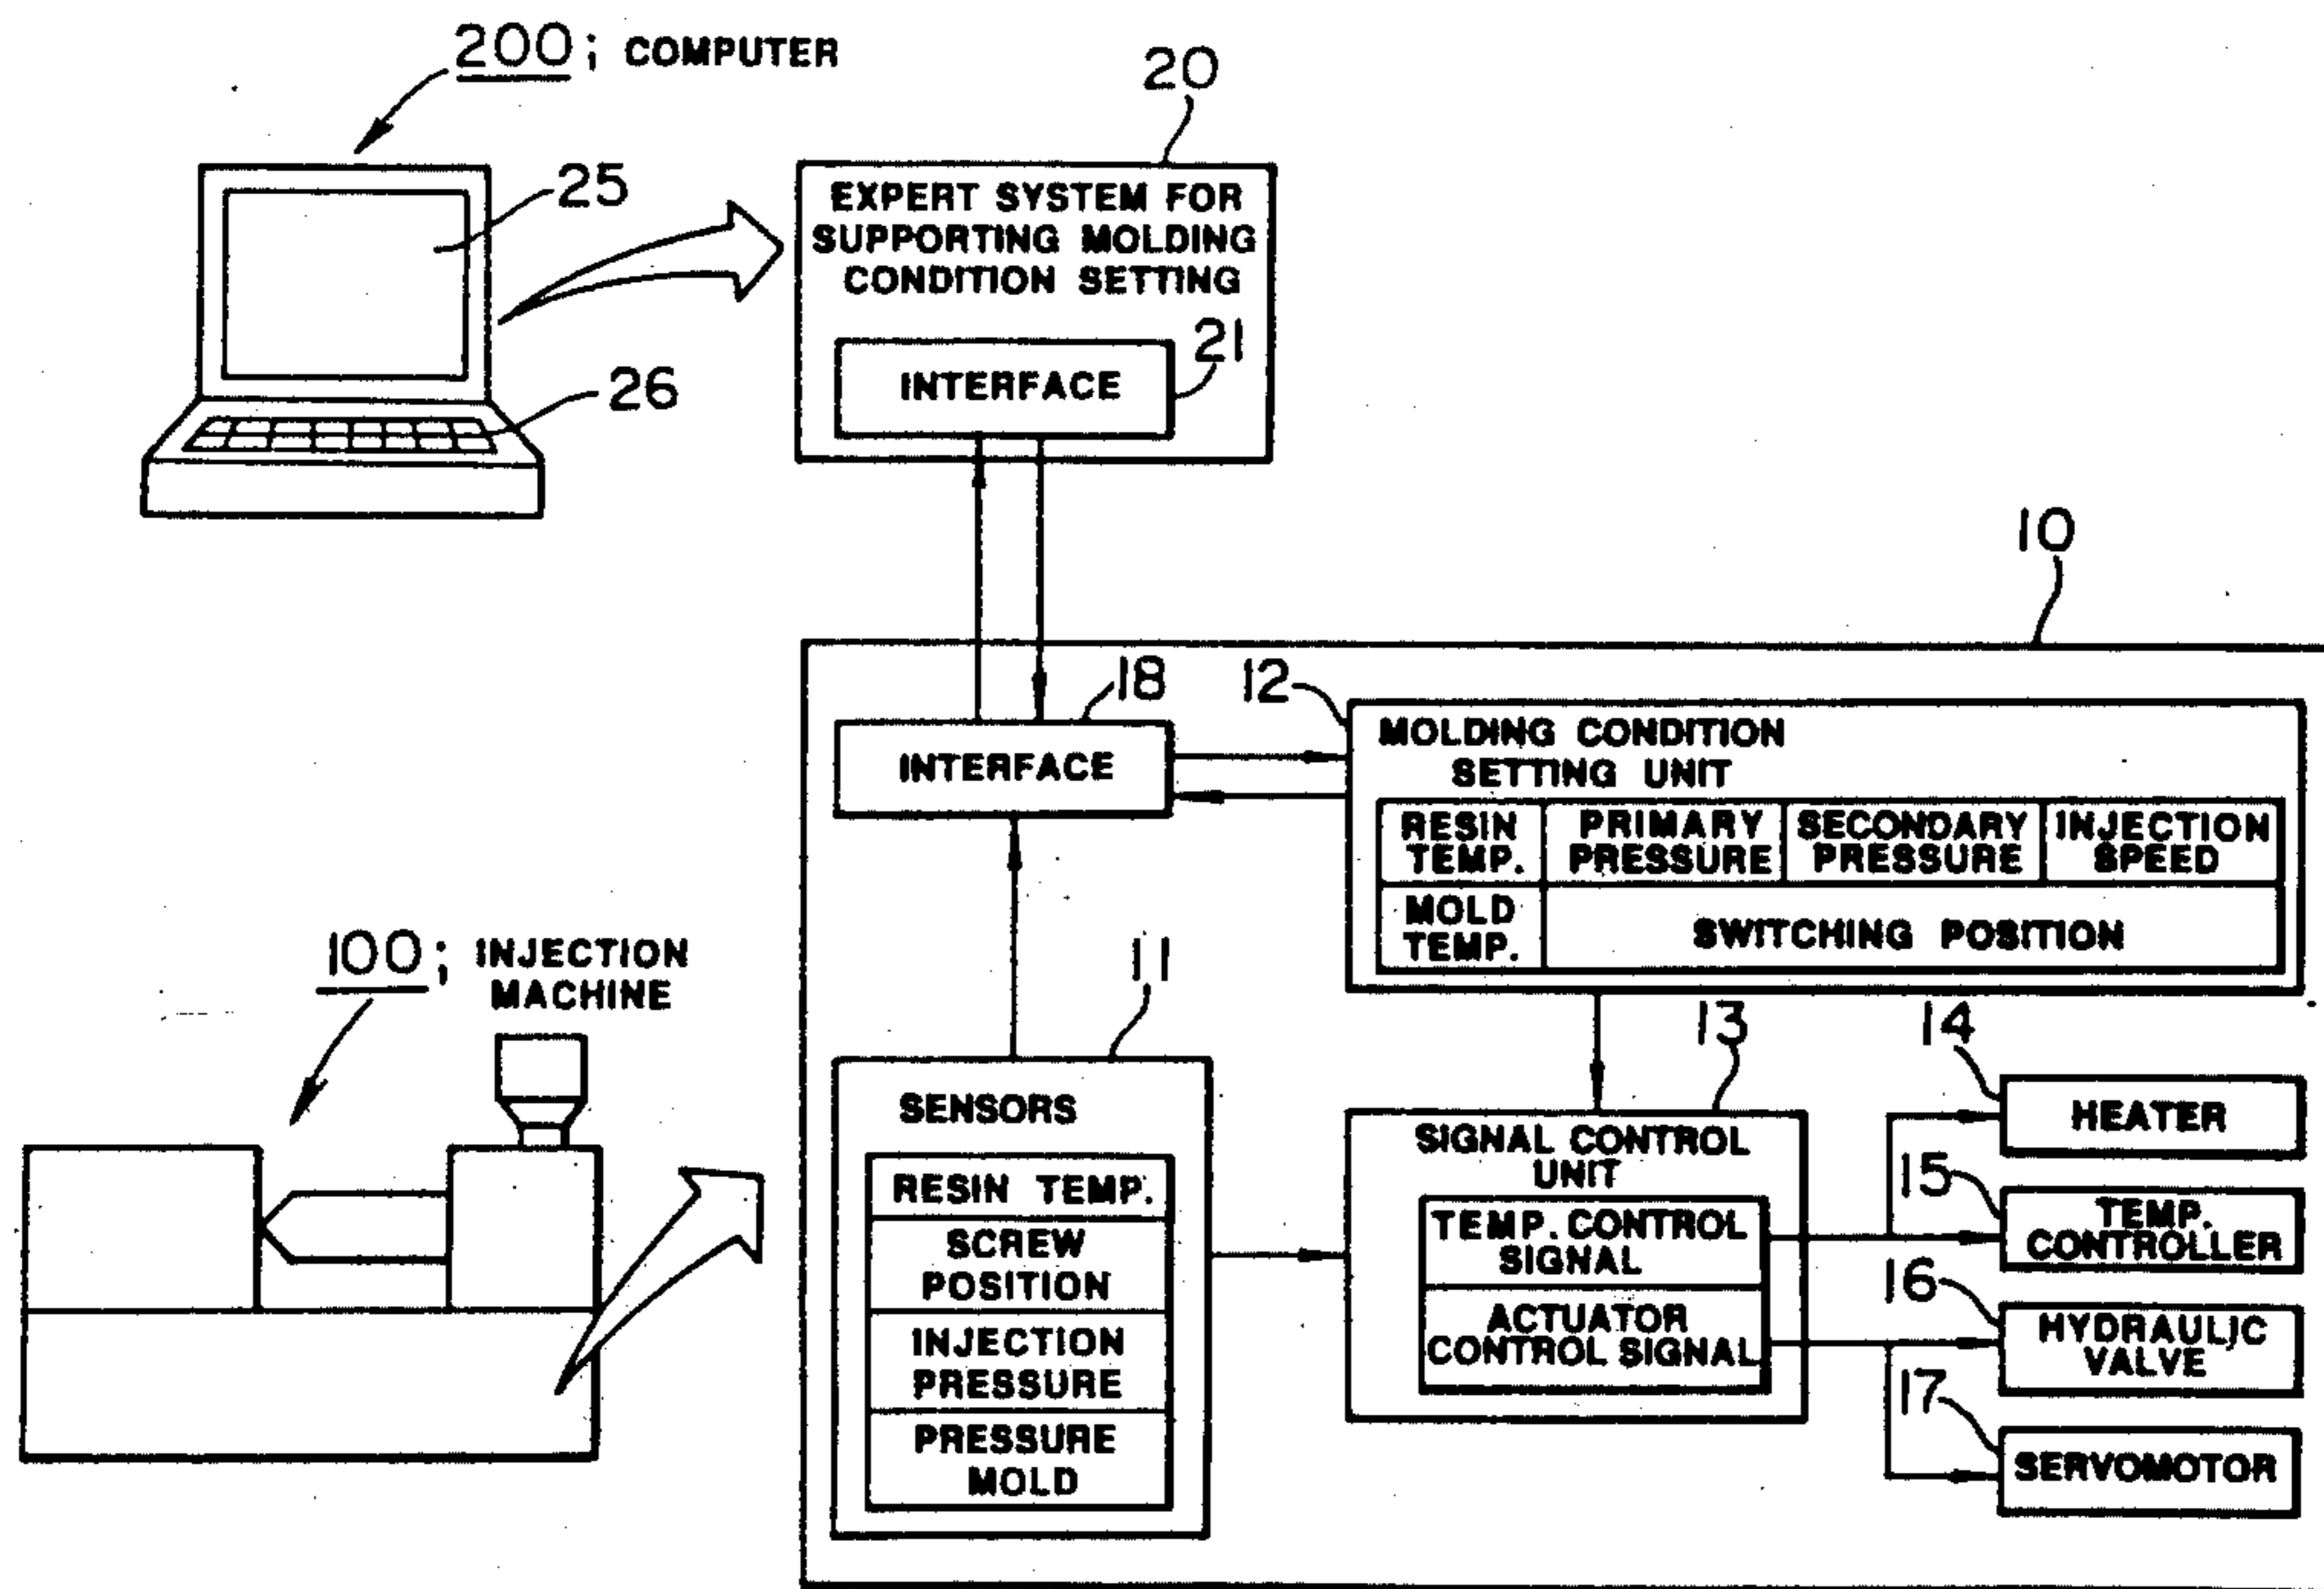 200; COMPUTER
20
25
EXPERT SYSTEM FOR
SUPPORTING MOLDING
CONDITION SETTING
21
INTERFACE
26
10
18
12
INTERFACE
MOLDING CONDITION
SETTING UNIT
RESIN
TEMP.
PRIMARY
PRESSURE
SECONDARY
PRESSURE
INJECTION
SPEED
MOLD
TEMP.
SWITCHING POSITION
100; INJECTION
MACHINE
11
SENSORS
RESIN TEMP.
SCREW
POSITION
INJECTION
PRESSURE
PRESSURE
MOLD
13
SIGNAL CONTROL
UNIT
TEMP. CONTROL
SIGNAL
ACTUATOR
CONTROL SIGNAL
14
HEATER
15
TEMP.
CONTROLLER
16
HYDRAULIC
VALVE
17
SERVOMOTOR